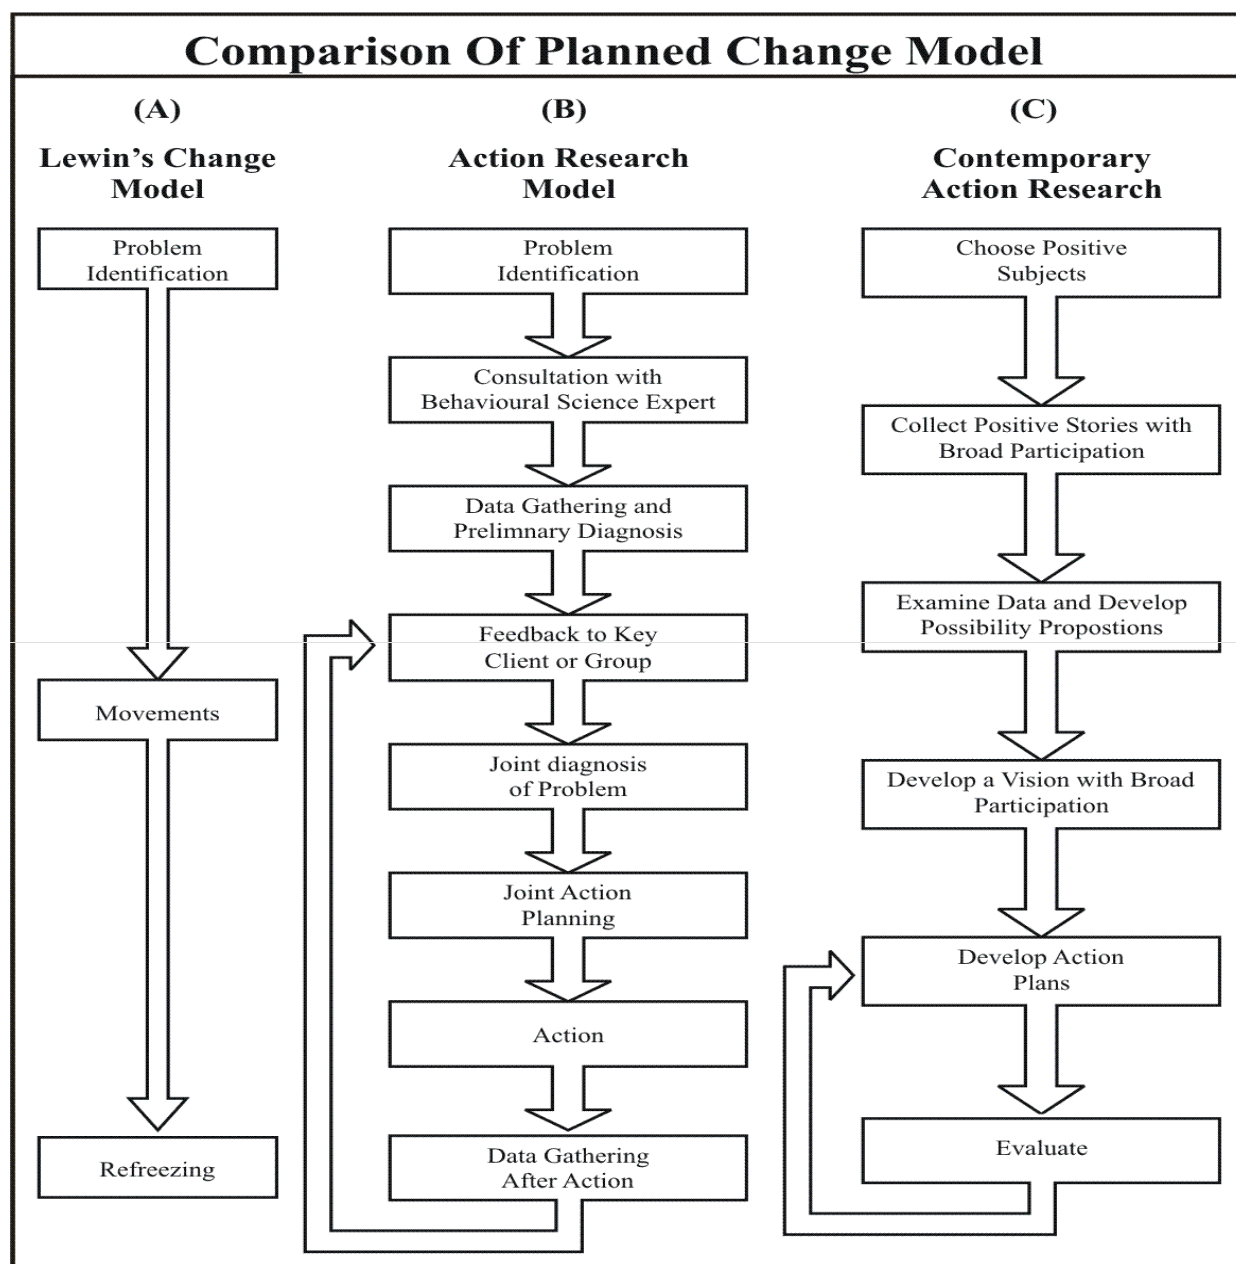 Comparison Of Planned Change Model
(A)
Lewin’s Change
Model
Problem
Identification
Movements
Refreezing
(B)
Action Research
Model
Problem
Identification
Consultation with
Behavioural Science Expert
Data Gathering and
Prelimnary Diagnosis
Feedback to Key
Client or Group
Joint diagnosis
of Problem
Joint Action
Planning
Action
Data Gathering
After Action
(C)
Contemporary
Action Research
Choose Positive
Subjects
Collect Positive Stories with
Broad Participation
Examine Data and Develop
Possibility Propostions
Develop a Vision with Broad
Participation
Develop Action
Plans
Evaluate